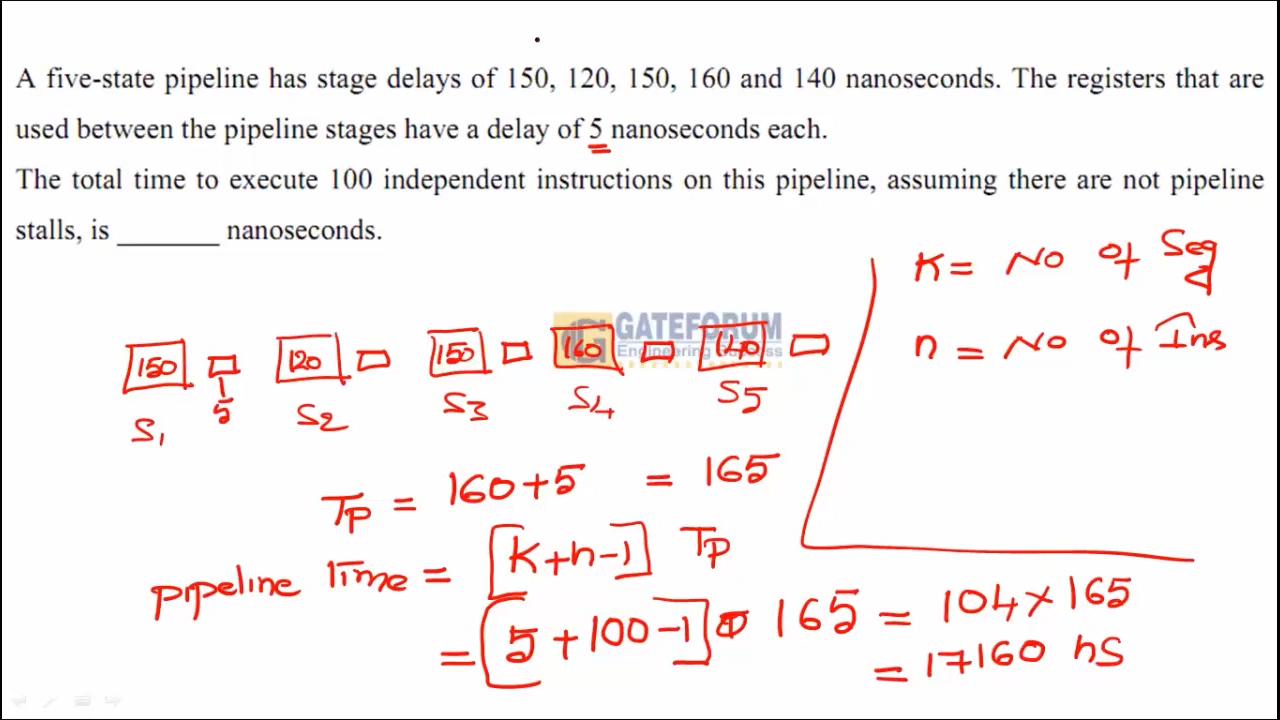 A five-state pipeline has stage delays of 150, 120, 150, 160 and 140 nanoseconds. The registers that are
used between the pipeline stages have a delay of 5 nanoseconds each.
The total time to execute 100 independent instructions on this pipeline, assuming there are not pipeline
stalls, is _______ nanoseconds.
K = No of Seg
n = No of Ins
GATEFORUM
Engineering Success
150 120 150 160 140
5
S1 S2 S3 S4 S5
Tp = 160+5 = 165
pipeline Time = [K+n-1] Tp
= [5+100-1] 165 = 104 x 165
= 17160 ns